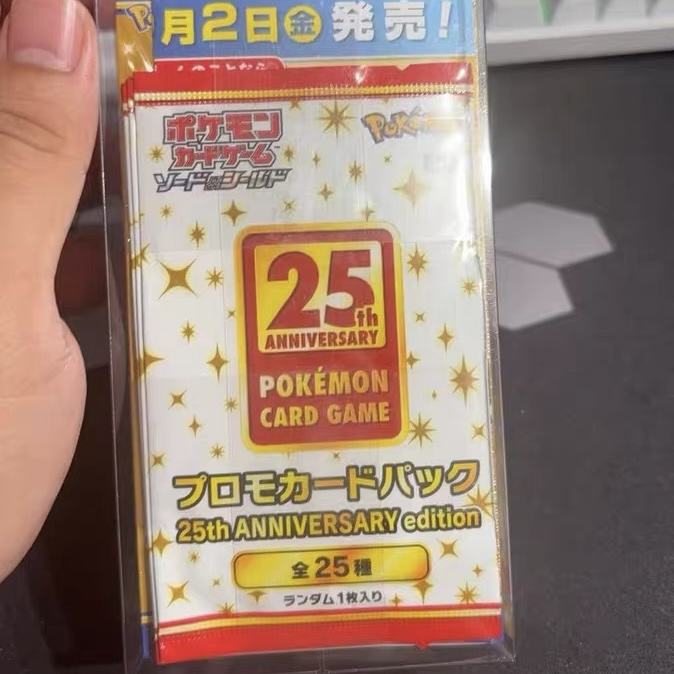 月2日金発売!
ポケモン
カードゲーム
ソード&シールド
Pokémon
25th
ANNIVERSARY
POKÉMON
CARD GAME
プロモカードパック
25th ANNIVERSARY edition
全25種
ランダム1枚入り